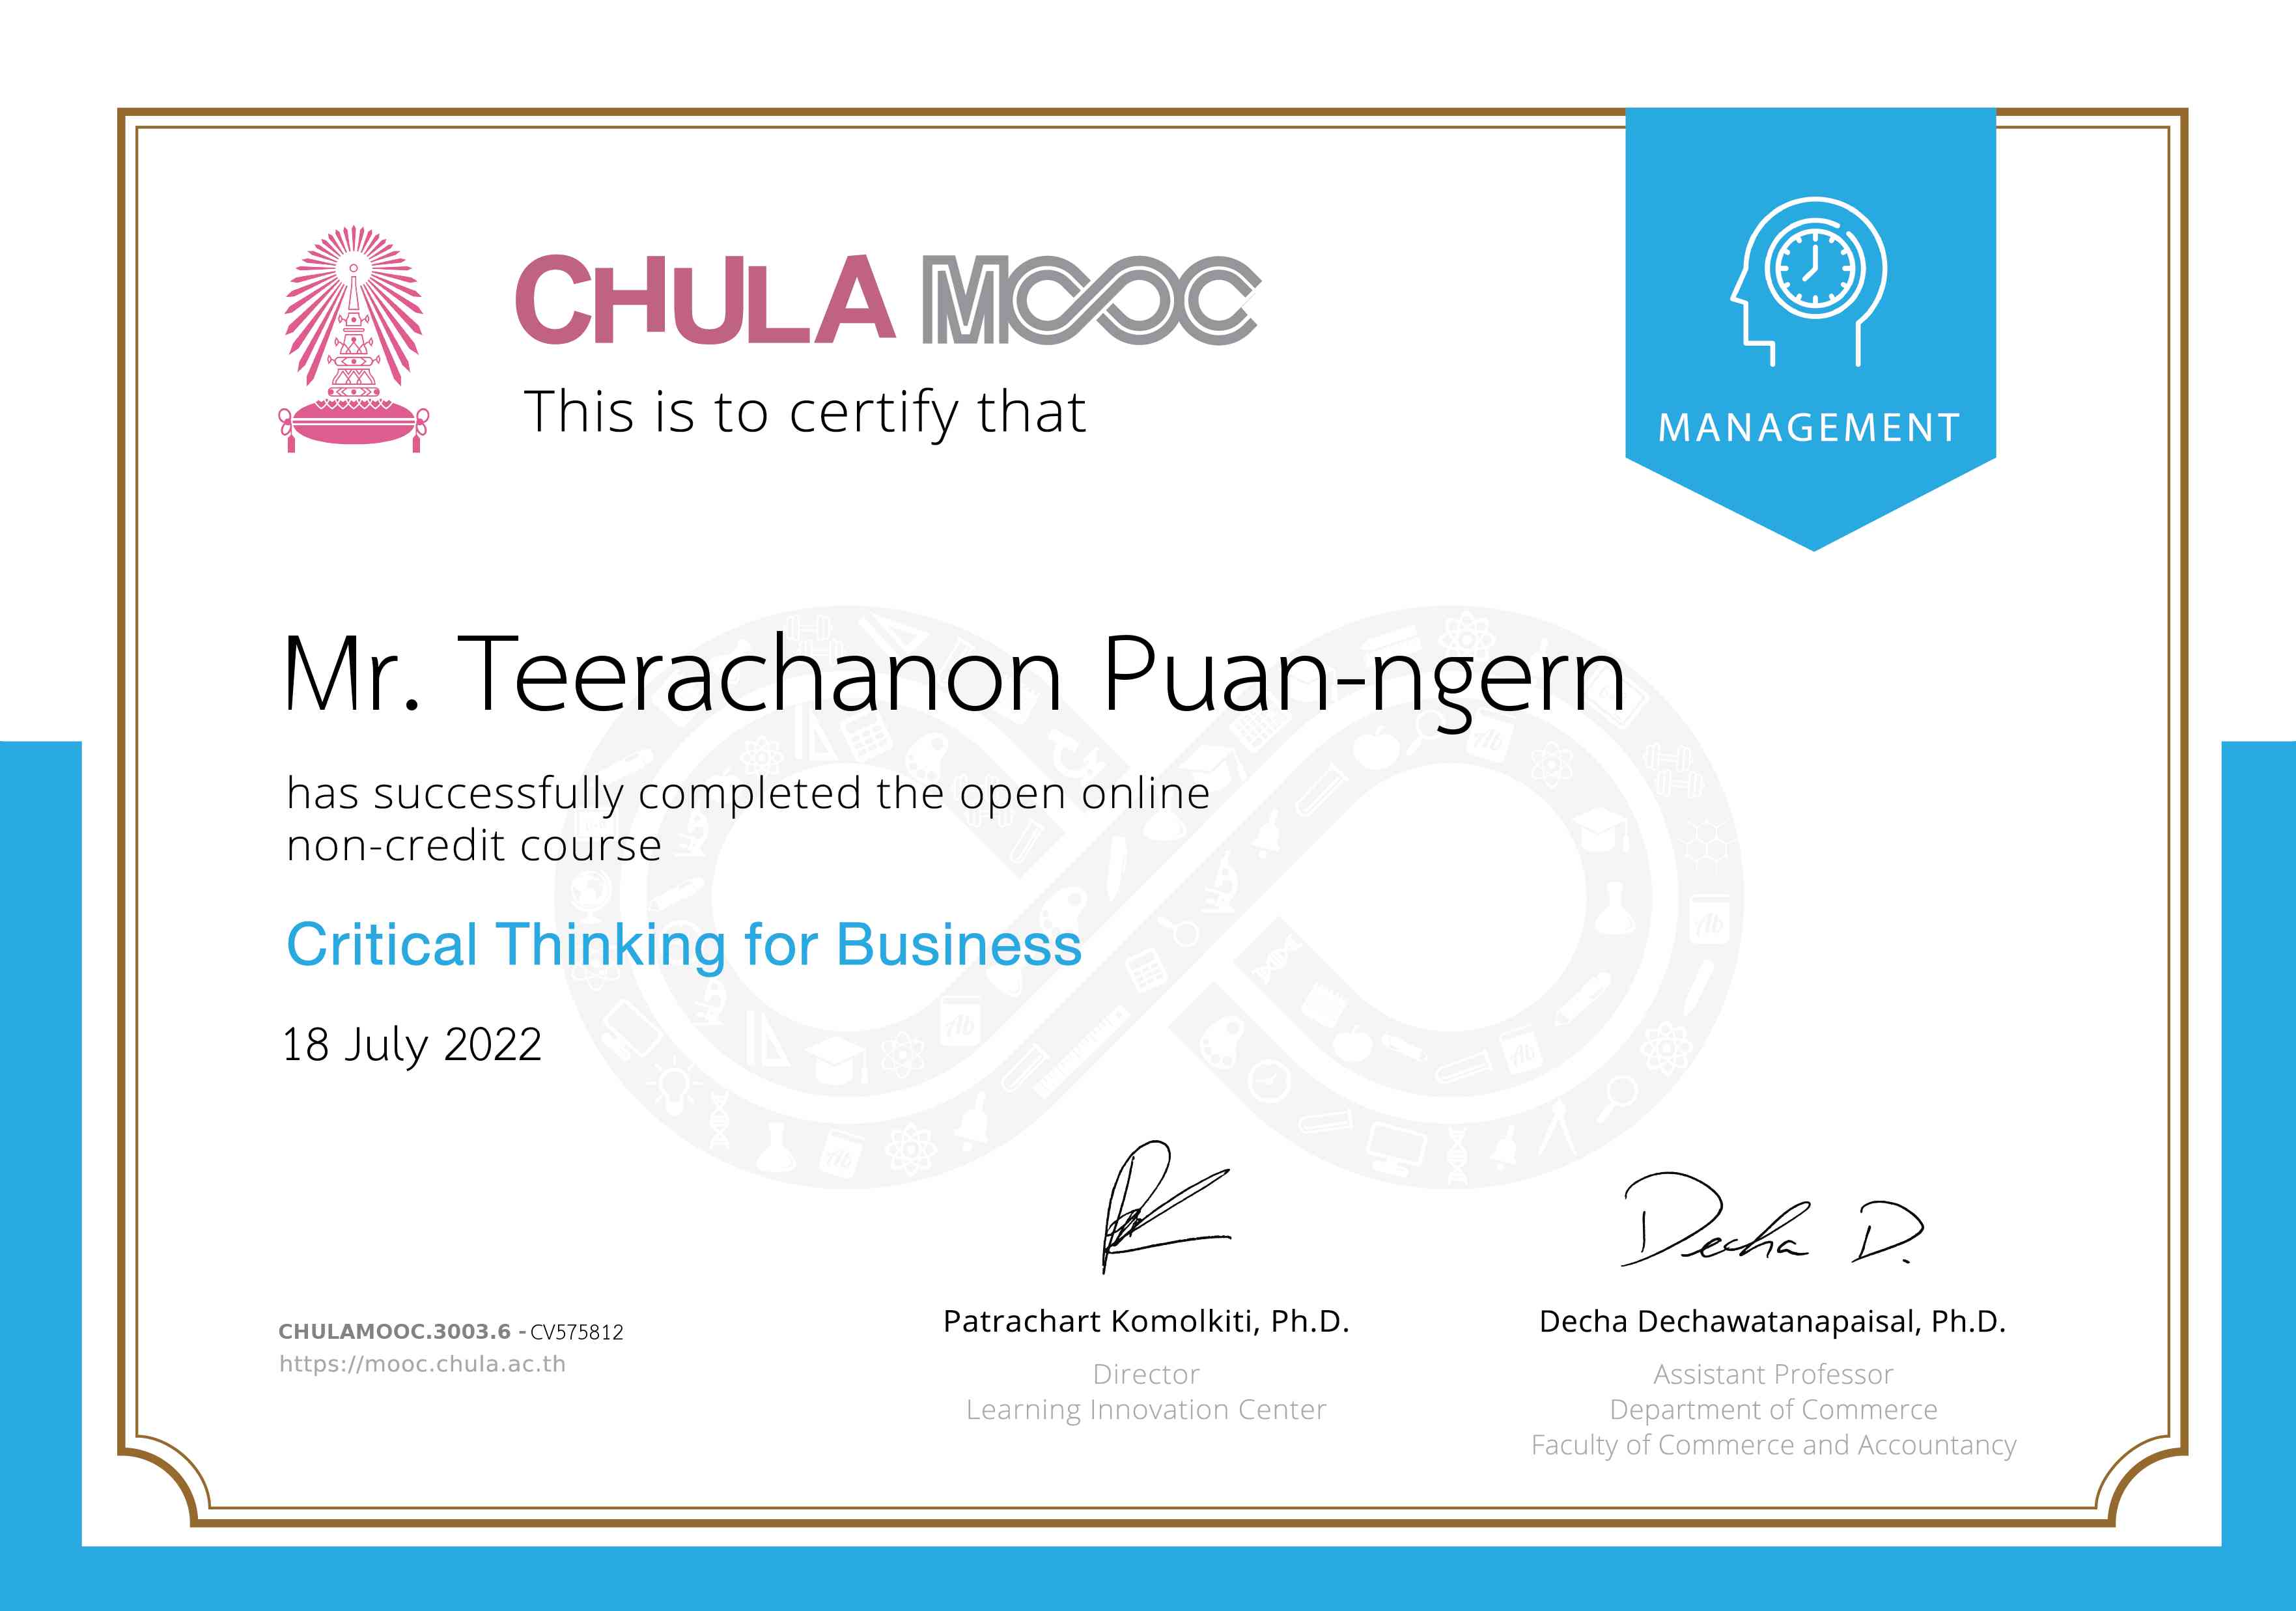 CHULA MOOC
This is to certify that
MANAGEMENT
Mr. Teerachanon Puan-ngern
has successfully completed the open online
non-credit course
Critical Thinking for Business
18 July 2022
Decha D.
CHULAMOOC.3003.6 - CV575812
https://mooc.chula.ac.th
Patrachart Komolkiti, Ph.D.
Director
Learning Innovation Center
Decha Dechawatanapaisal, Ph.D.
Assistant Professor
Department of Commerce
Faculty of Commerce and Accountancy